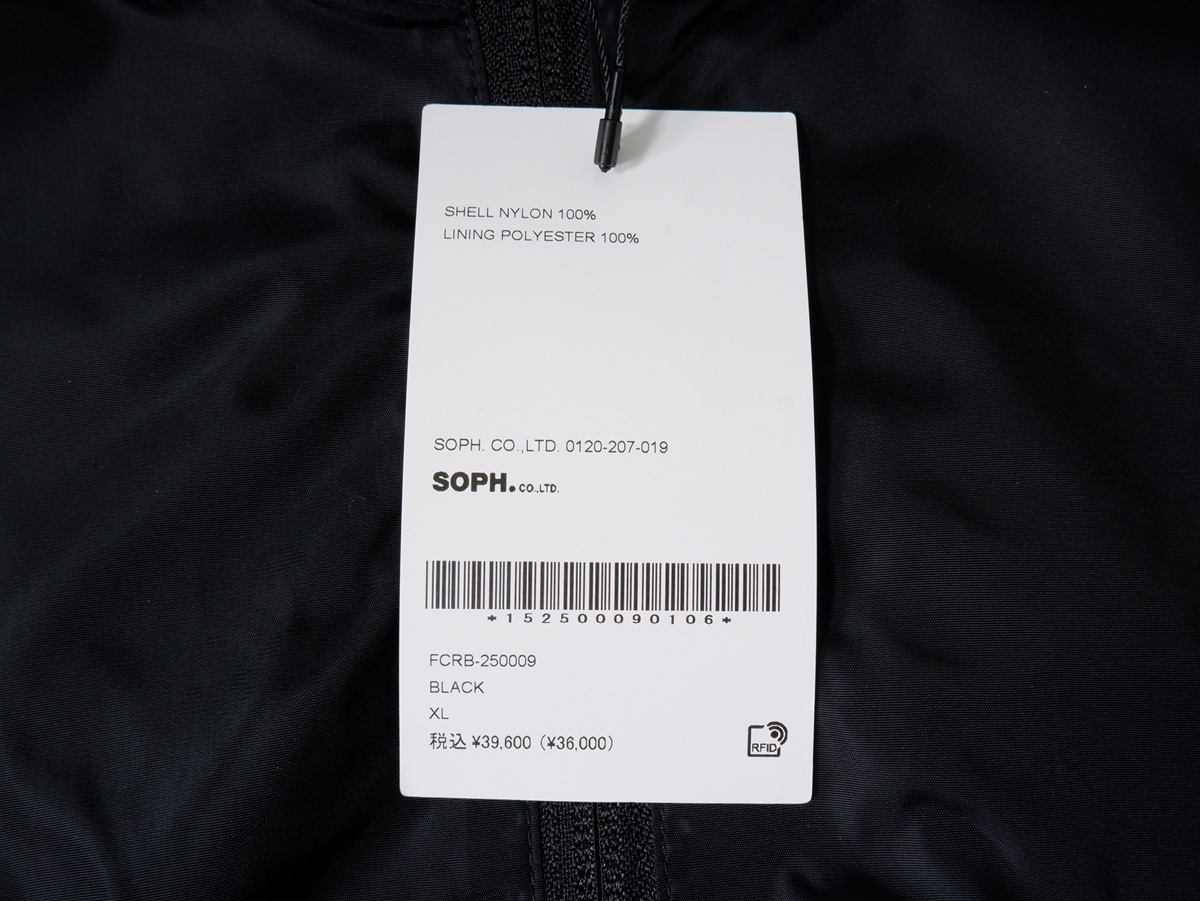 SHELL NYLON 100%
LINING POLYESTER 100%
SOPH. CO.,LTD. 0120-207-019
SOPH. CO.,LTD.
*152500090106*
FCRB-250009
BLACK
XL
税込 ¥39,600 (¥36,000)
RFID